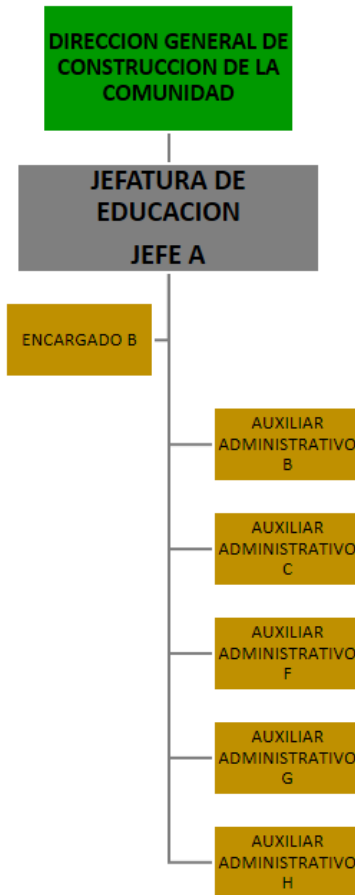 DIRECCION GENERAL DE
CONSTRUCCION DE LA
COMUNIDAD
JEFATURA DE
EDUCACION
JEFE A
ENCARGADO B
AUXILIAR
ADMINISTRATIVO
B
AUXILIAR
ADMINISTRATIVO
C
AUXILIAR
ADMINISTRATIVO
F
AUXILIAR
ADMINISTRATIVO
G
AUXILIAR
ADMINISTRATIVO
H